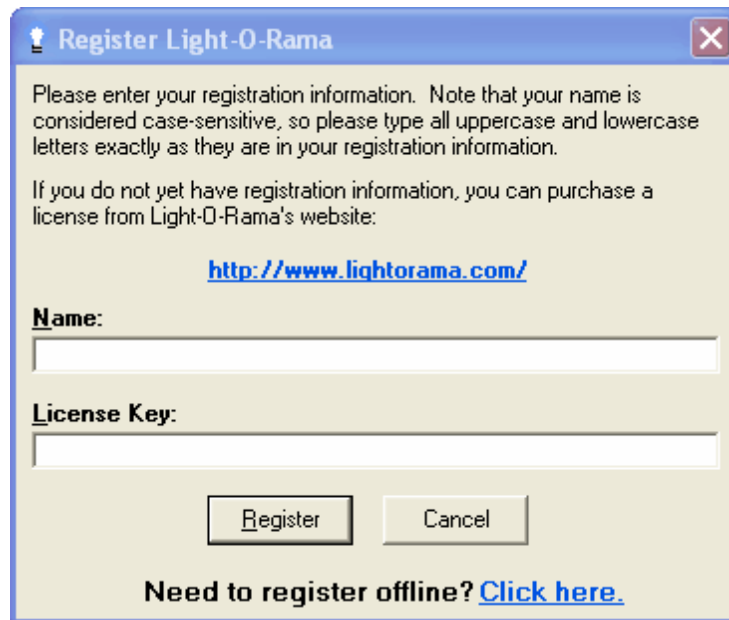 Register Light-O-Rama
Please enter your registration information.  Note that your name is
considered case-sensitive, so please type all uppercase and lowercase
letters exactly as they are in your registration information.
If you do not yet have registration information, you can purchase a
license from Light-O-Rama's website:
http://www.lightorama.com/
Name:
License Key:
Register Cancel
Need to register offline? Click here.